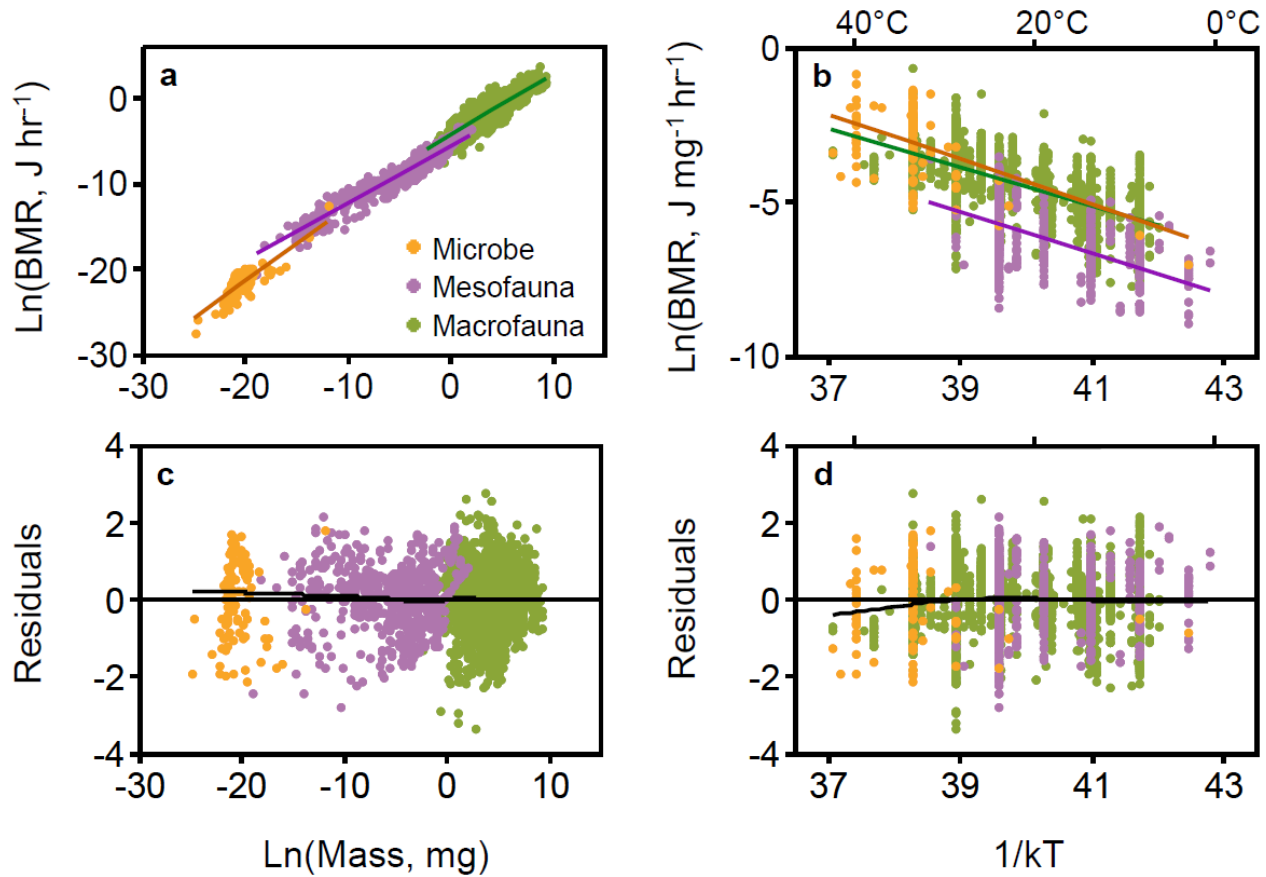 40°C 20°C 0°C
a
Ln(BMR, J hr⁻¹)
0
-10
-20
-30
-30 -20 -10 0 10
Microbe
Mesofauna
Macrofauna
b
Ln(BMR, J mg⁻¹ hr⁻¹)
0
-5
-10
37 39 41 43
c
Residuals
4
2
0
-2
-4
-30 -20 -10 0 10
Ln(Mass, mg)
d
Residuals
4
2
0
-2
-4
37 39 41 43
1/kT